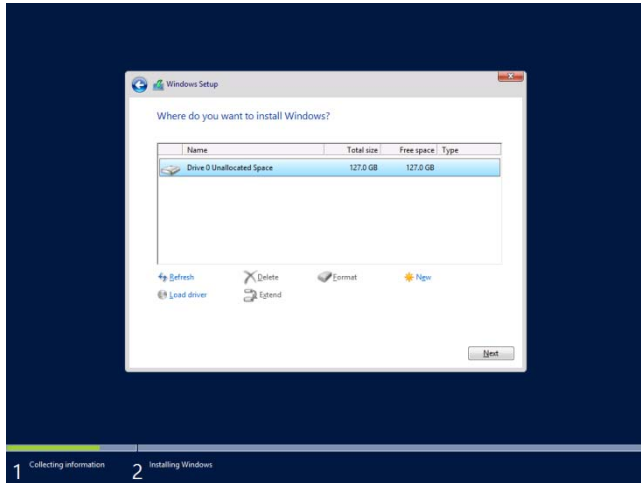 Windows Setup
Where do you want to install Windows?
Name Total size Free space Type
Drive 0 Unallocated Space 127.0 GB 127.0 GB
Refresh Delete Format New
Load driver Extend
Next
1 Collecting information 2 Installing Windows